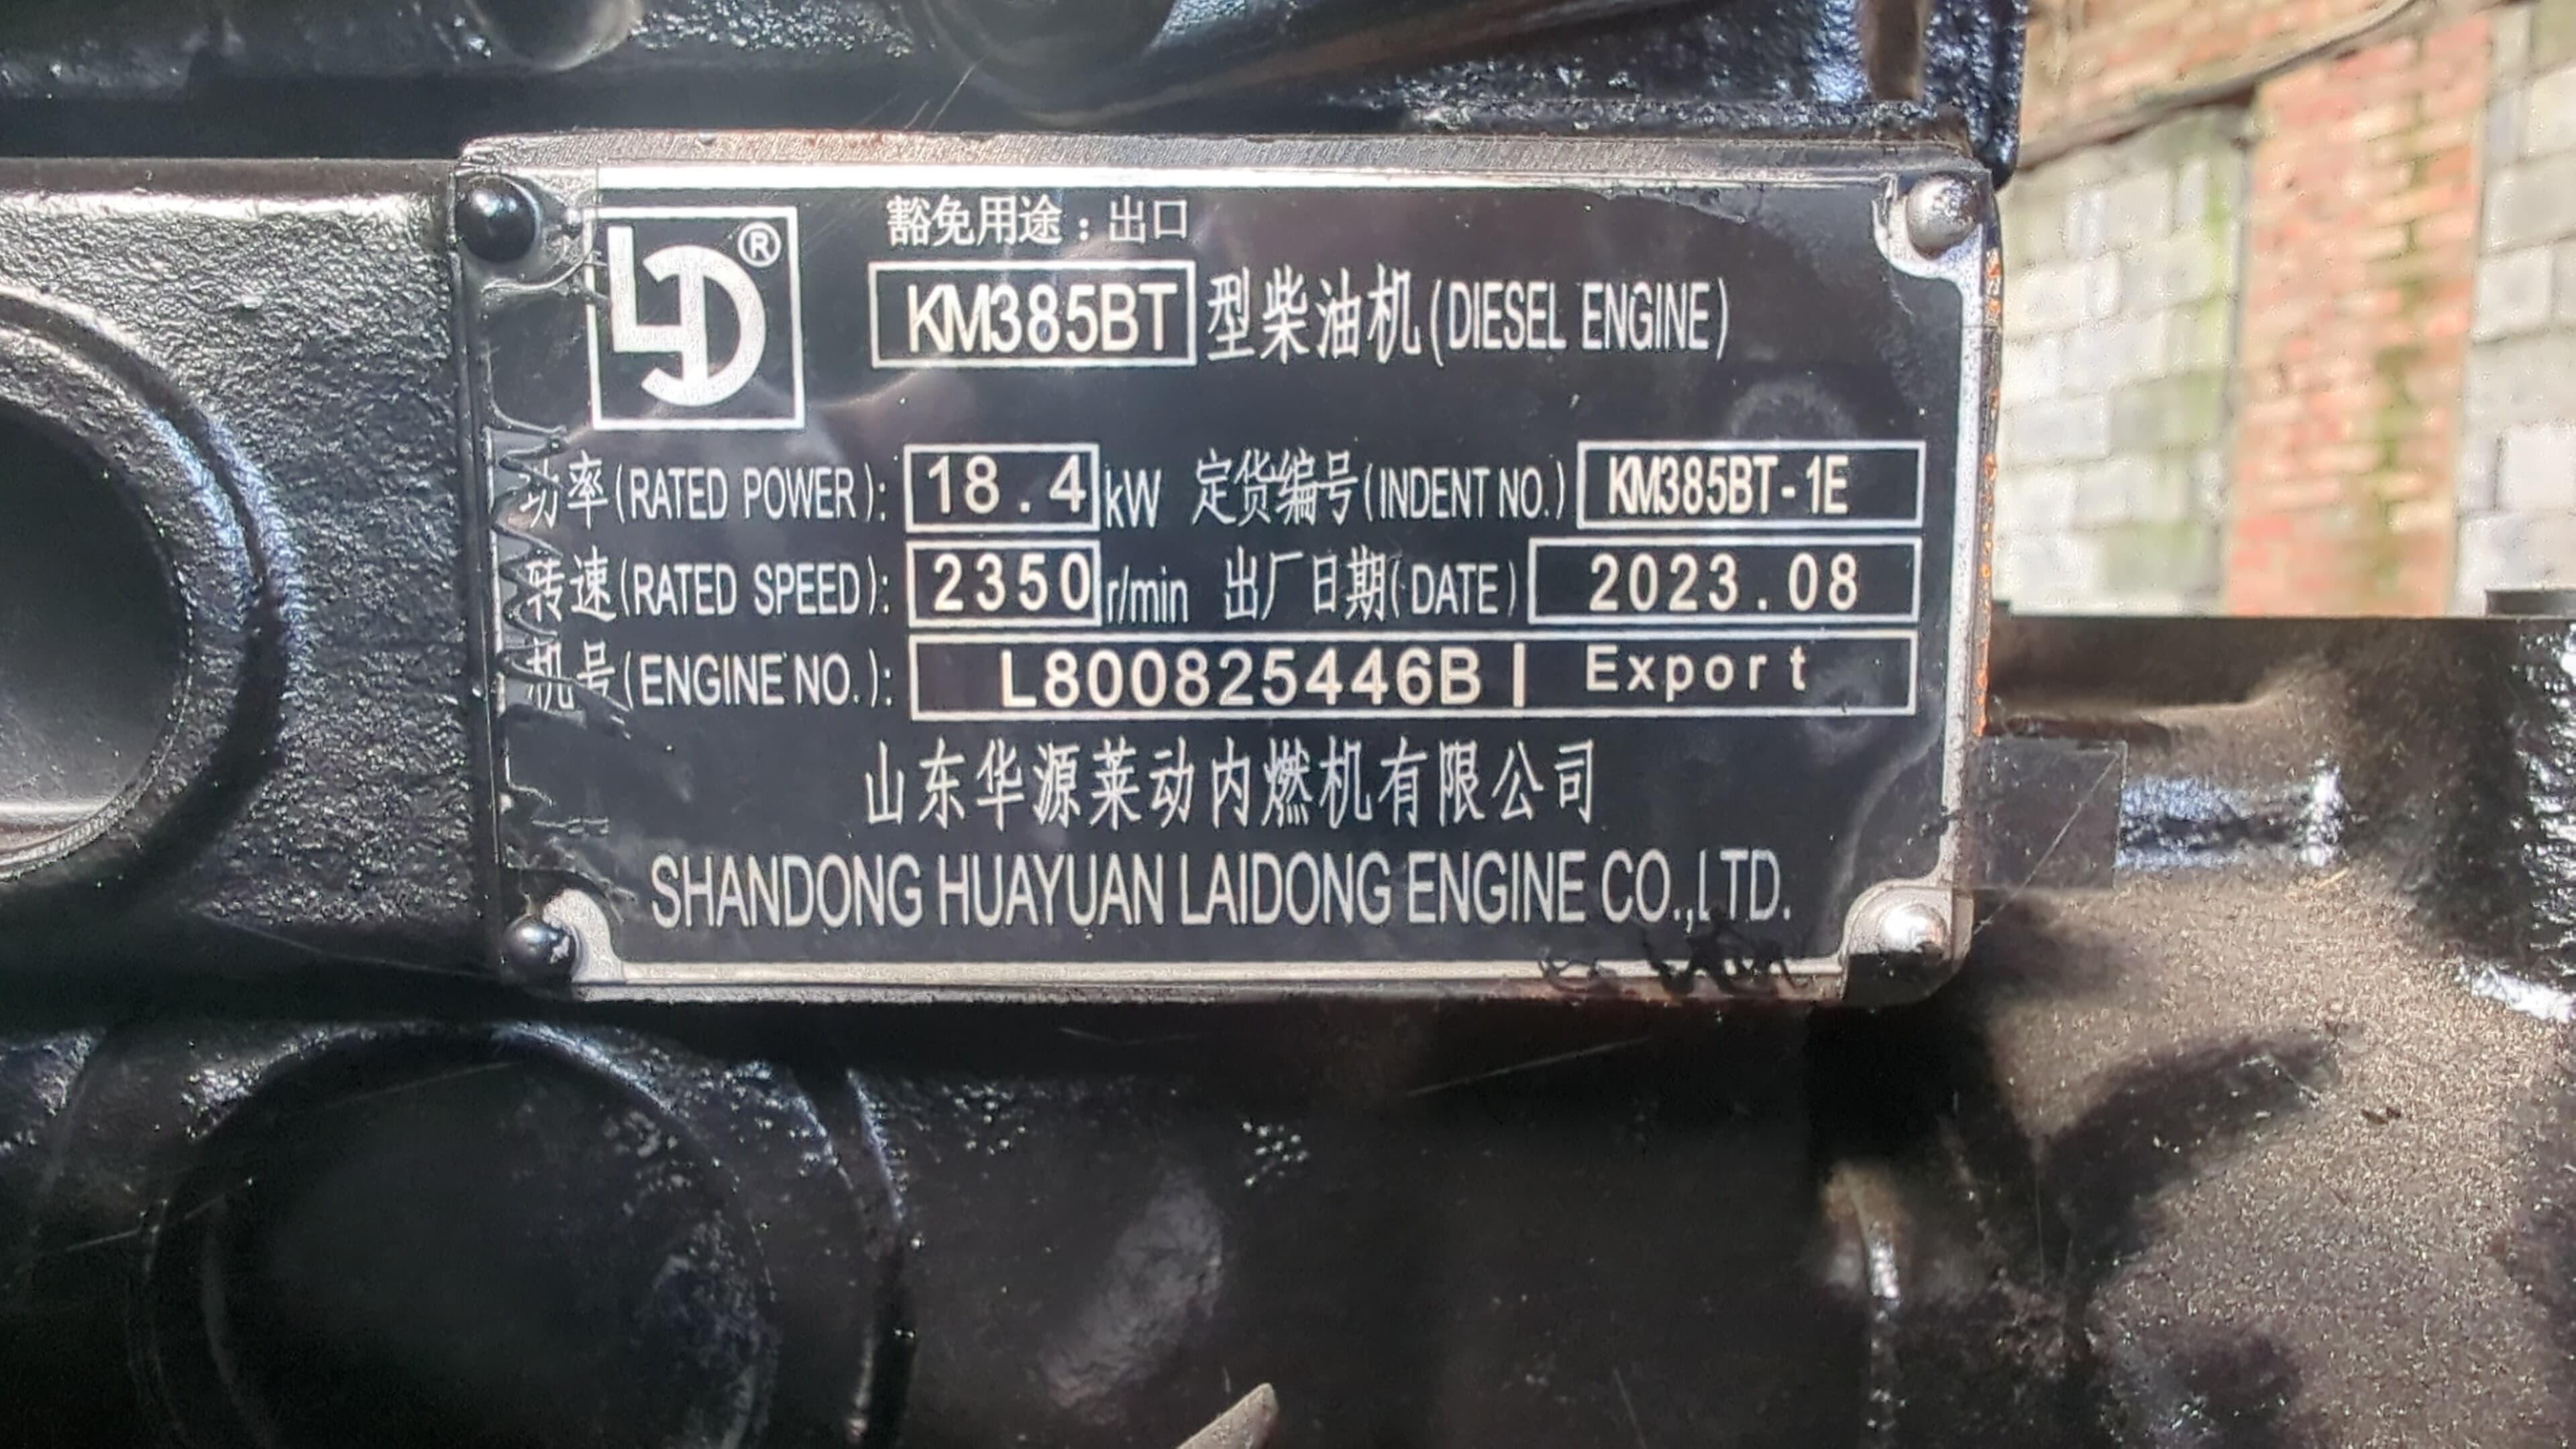 LD®
豁免用途：出口
KM385BT 型柴油机(DIESEL ENGINE)
功率(RATED POWER): 18.4 kW 定货编号(INDENT NO.) KM385BT-1E
转速(RATED SPEED): 2350 r/min 出厂日期(DATE) 2023.08
机号(ENGINE NO.): L800825446B | Export
山东华源莱动内燃机有限公司
SHANDONG HUAYUAN LAIDONG ENGINE CO.,LTD.